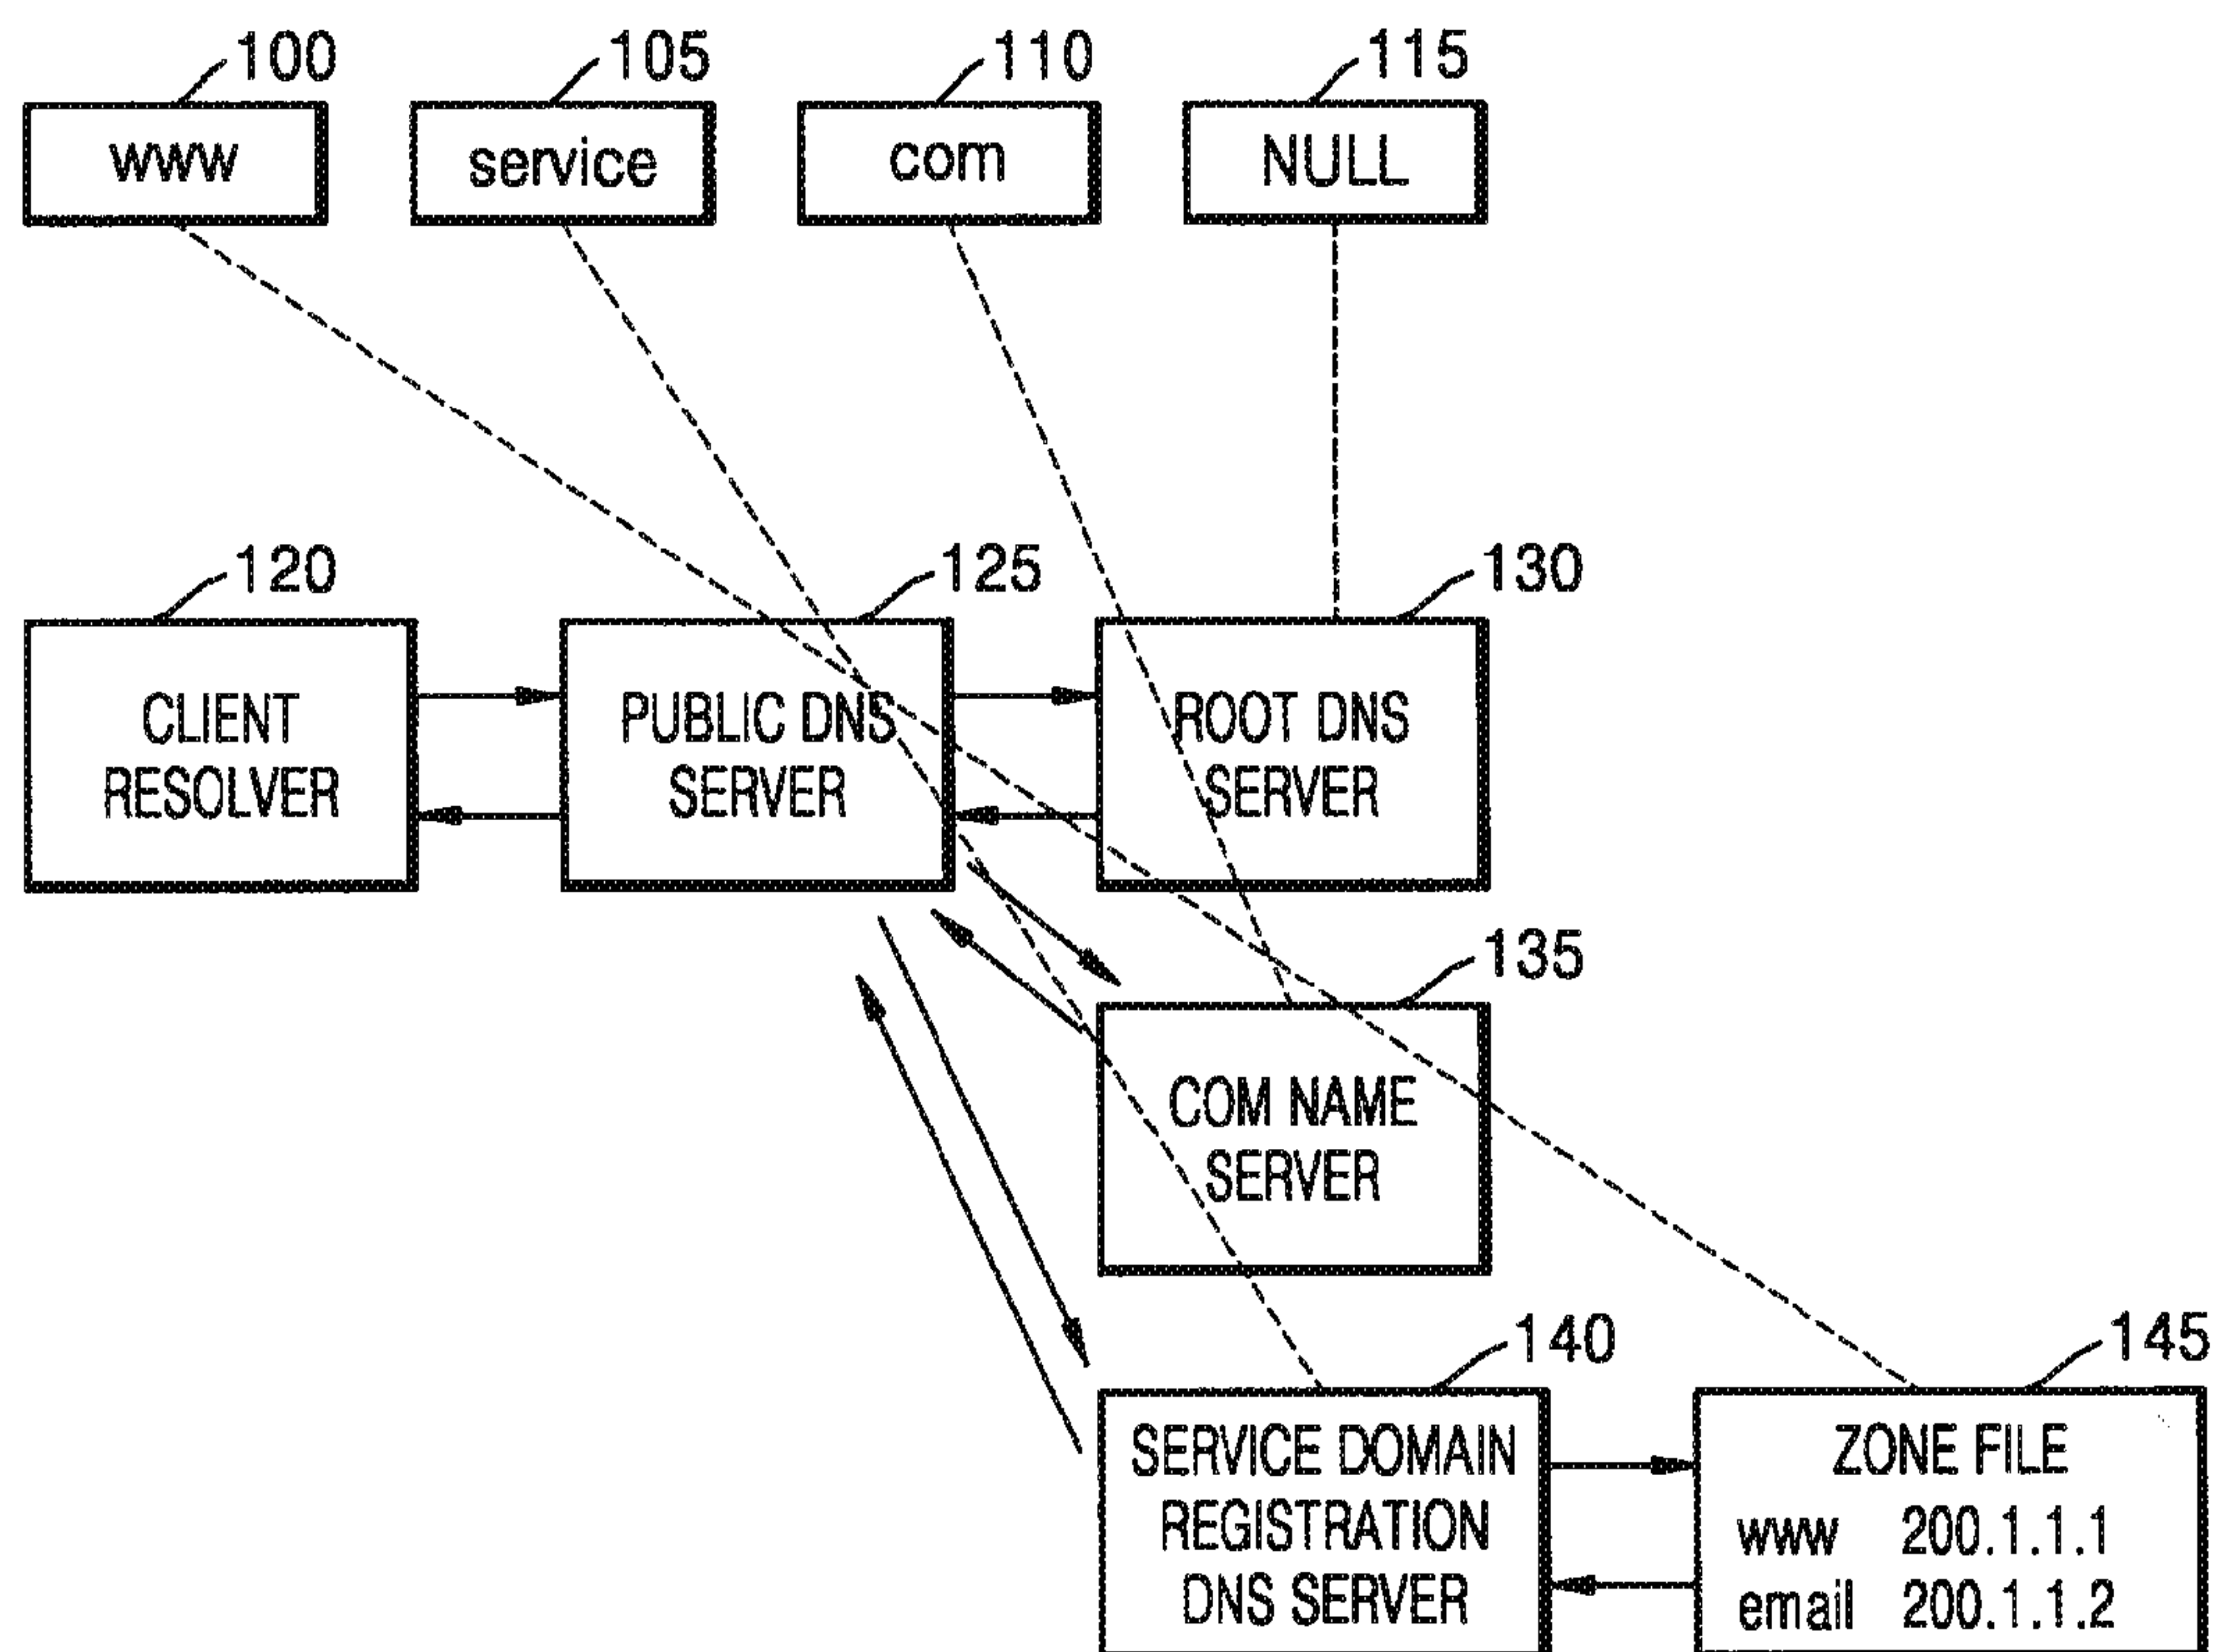 100
105
110
115
www
service
com
NULL
120
125
130
CLIENT
RESOLVER
PUBLIC DNS
SERVER
ROOT DNS
SERVER
135
COM NAME
SERVER
140
145
SERVICE DOMAIN
REGISTRATION
DNS SERVER
ZONE FILE
www 200.1.1.1
email 200.1.1.2